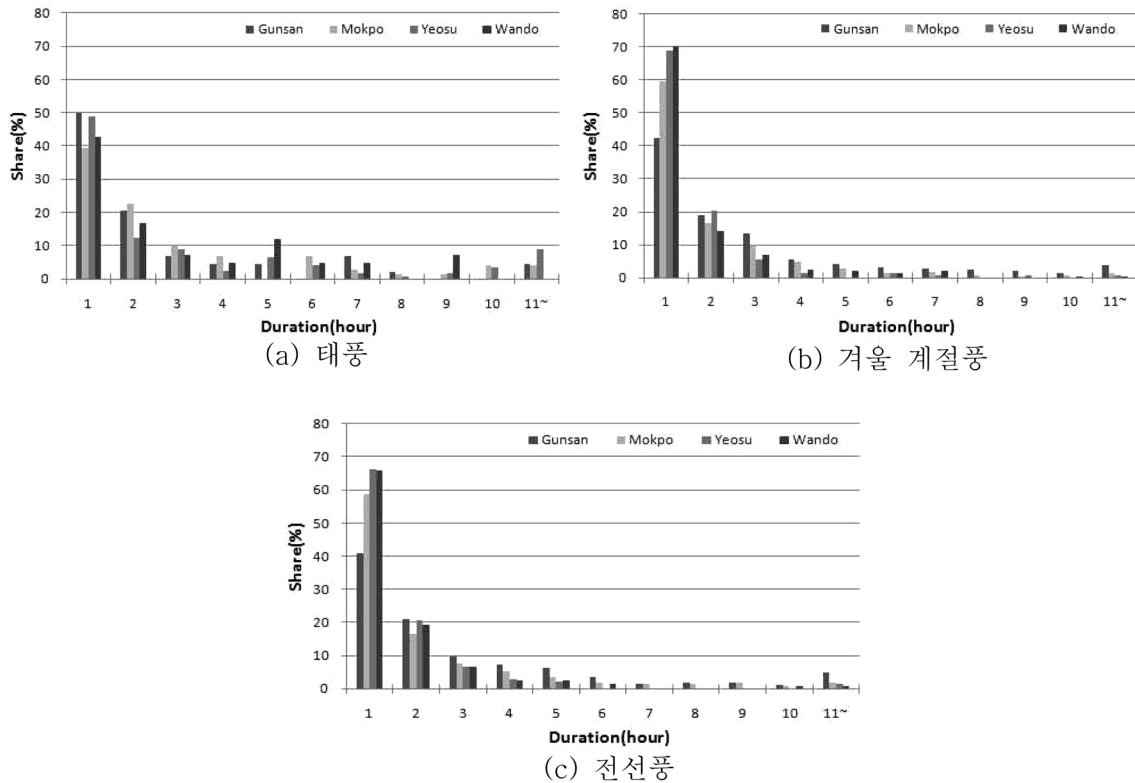 Gunsan Mokpo Yeosu Wando
80
70
60
50
40
30
20
10
0
Share(%)
1 2 3 4 5 6 7 8 9 10 11~
Duration(hour)
(a) 태풍
Gunsan Mokpo Yeosu Wando
80
70
60
50
40
30
20
10
0
Share(%)
1 2 3 4 5 6 7 8 9 10 11~
Duration(hour)
(b) 겨울 계절풍
Gunsan Mokpo Yeosu Wando
80
70
60
50
40
30
20
10
0
Share(%)
1 2 3 4 5 6 7 8 9 10 11~
Duration(hour)
(c) 전선풍